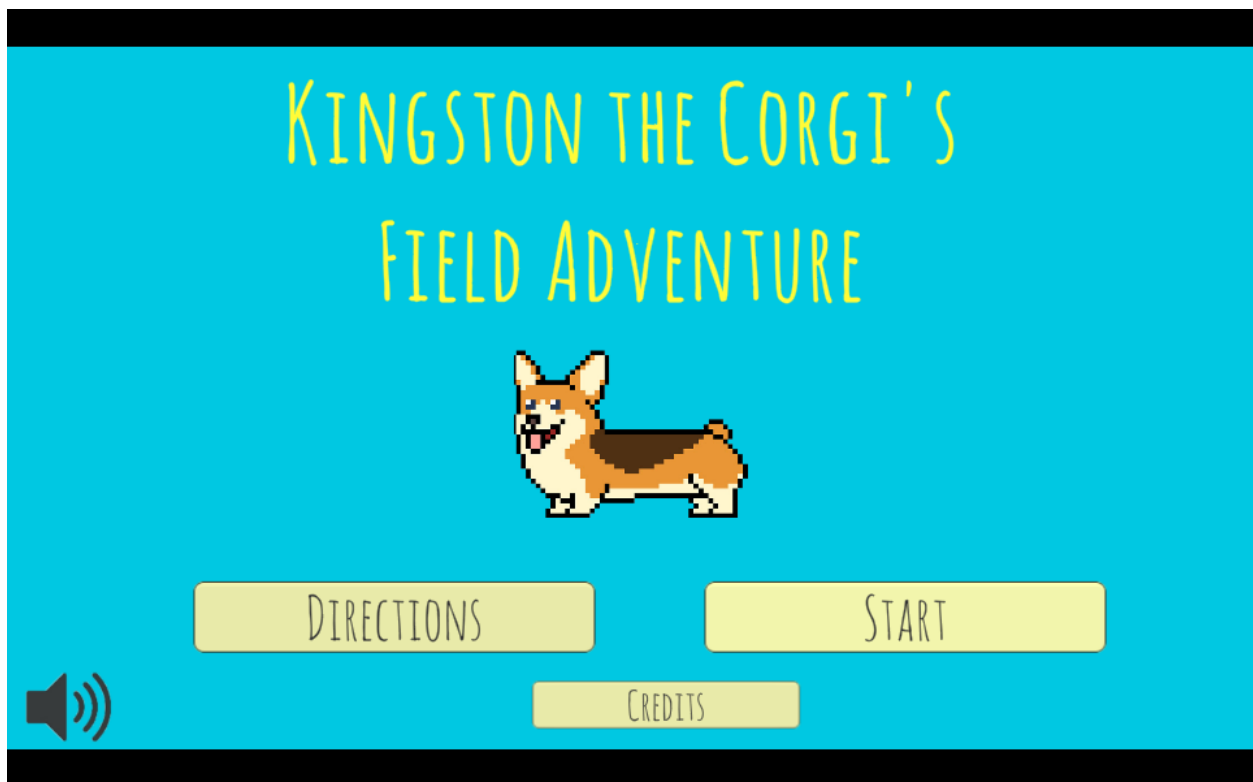 Kingston the Corgi's
Field Adventure
Directions
Start
Credits